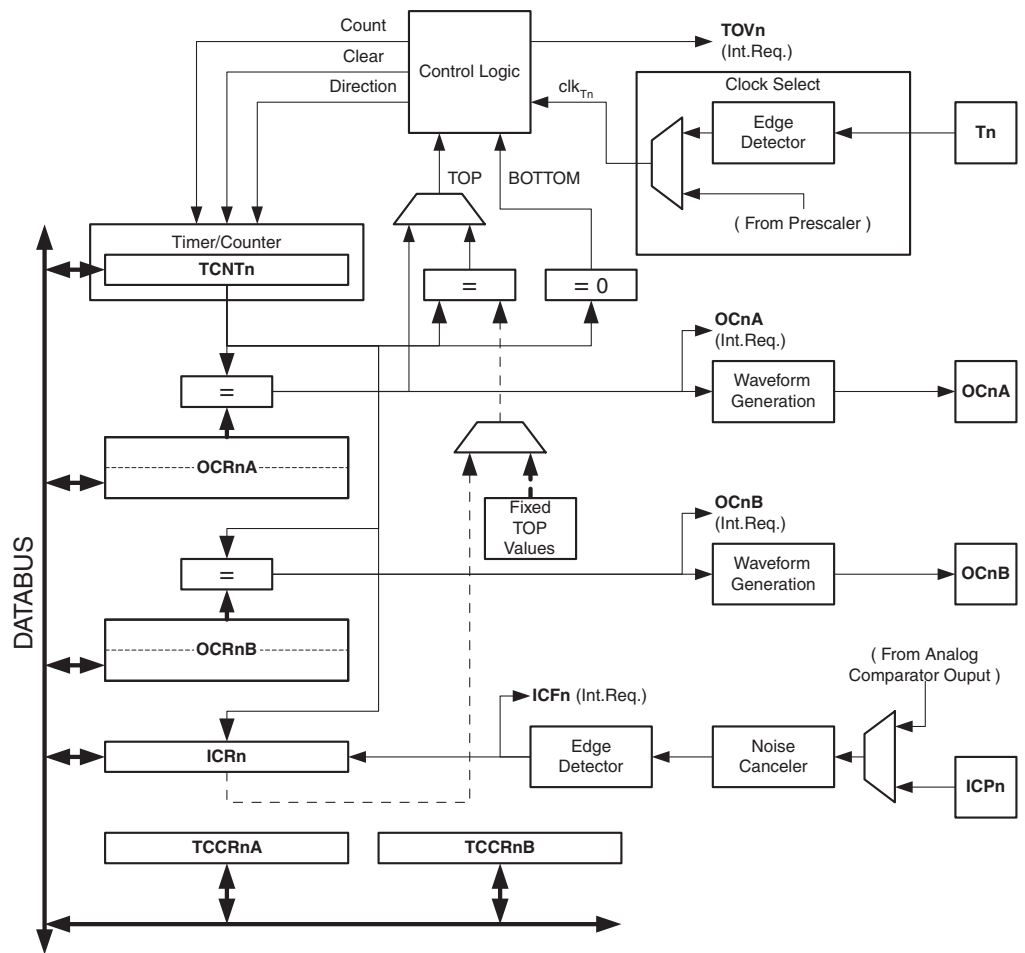 Count
Clear
Direction
Control Logic
TOVn
(Int.Req.)
clkTn
Clock Select
Edge
Detector
Tn
( From Prescaler )
TOP
BOTTOM
Timer/Counter
TCNTn
=
= 0
OCnA
(Int.Req.)
=
Waveform
Generation
OCnA
OCRnA
Fixed
TOP
Values
OCnB
(Int.Req.)
=
Waveform
Generation
OCnB
DATABUS
OCRnB
( From Analog
Comparator Ouput )
ICFn (Int.Req.)
ICRn
Edge
Detector
Noise
Canceler
ICPn
TCCRnA
TCCRnB